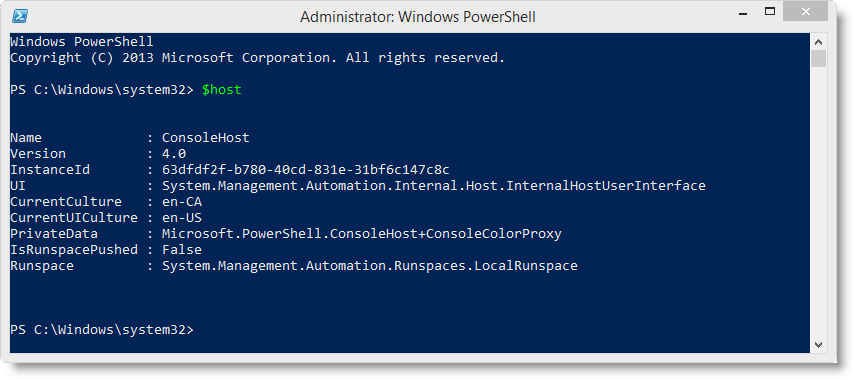 Administrator: Windows PowerShell
Windows PowerShell
Copyright (C) 2013 Microsoft Corporation. All rights reserved.
PS C:\Windows\system32> $host
Name             : ConsoleHost
Version          : 4.0
InstanceId       : 63dfdf2f-b780-40cd-831e-31bf6c147c8c
UI               : System.Management.Automation.Internal.Host.InternalHostUserInterface
CurrentCulture   : en-CA
CurrentUICulture : en-US
PrivateData      : Microsoft.PowerShell.ConsoleHost+ConsoleColorProxy
IsRunspacePushed : False
Runspace         : System.Management.Automation.Runspaces.LocalRunspace
PS C:\Windows\system32>